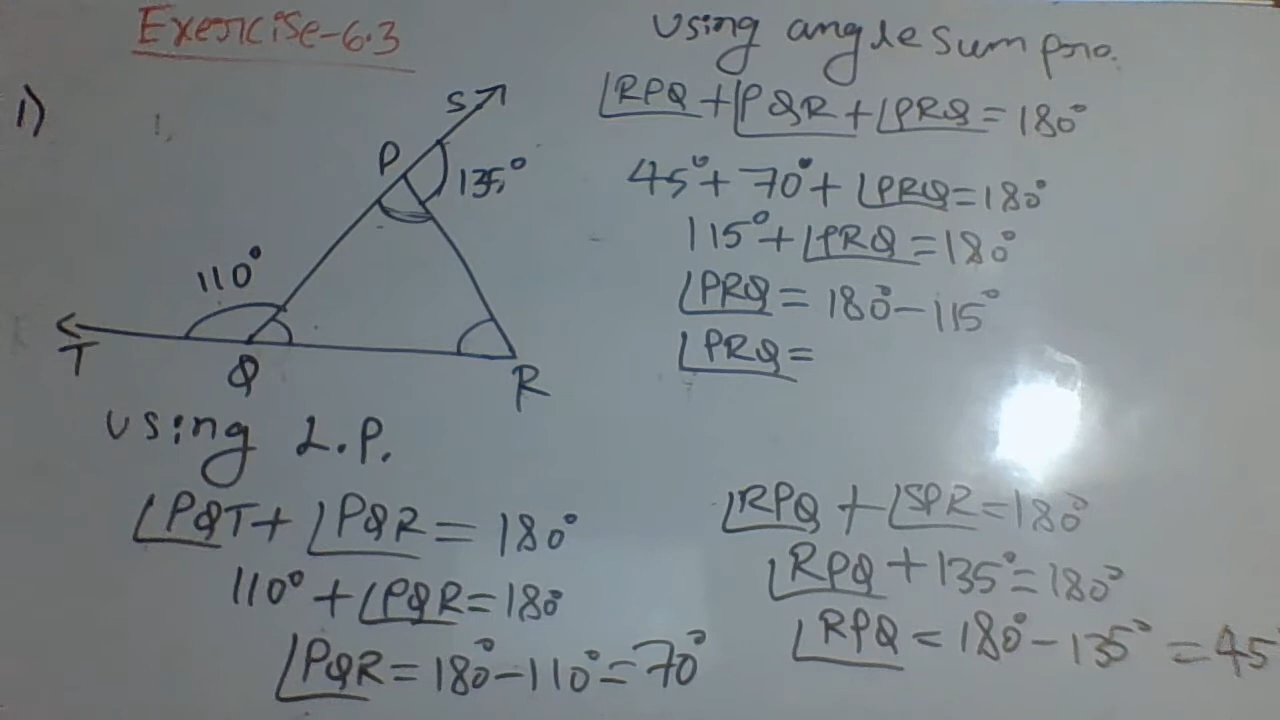 Exercise-6.3
1)
S
P
135°
110°
T
Q
R
using L.P.
∠PQT + ∠PQR = 180°
110° + ∠PQR = 180°
∠PQR = 180° - 110° = 70°
using angle sum pro.
∠RPQ + ∠PQR + ∠PRQ = 180°
45° + 70° + ∠PRQ = 180°
115° + ∠PRQ = 180°
∠PRQ = 180° - 115°
∠PRQ =
∠RPQ + ∠SPR = 180°
∠RPQ + 135° = 180°
∠RPQ = 180° - 135° = 45°